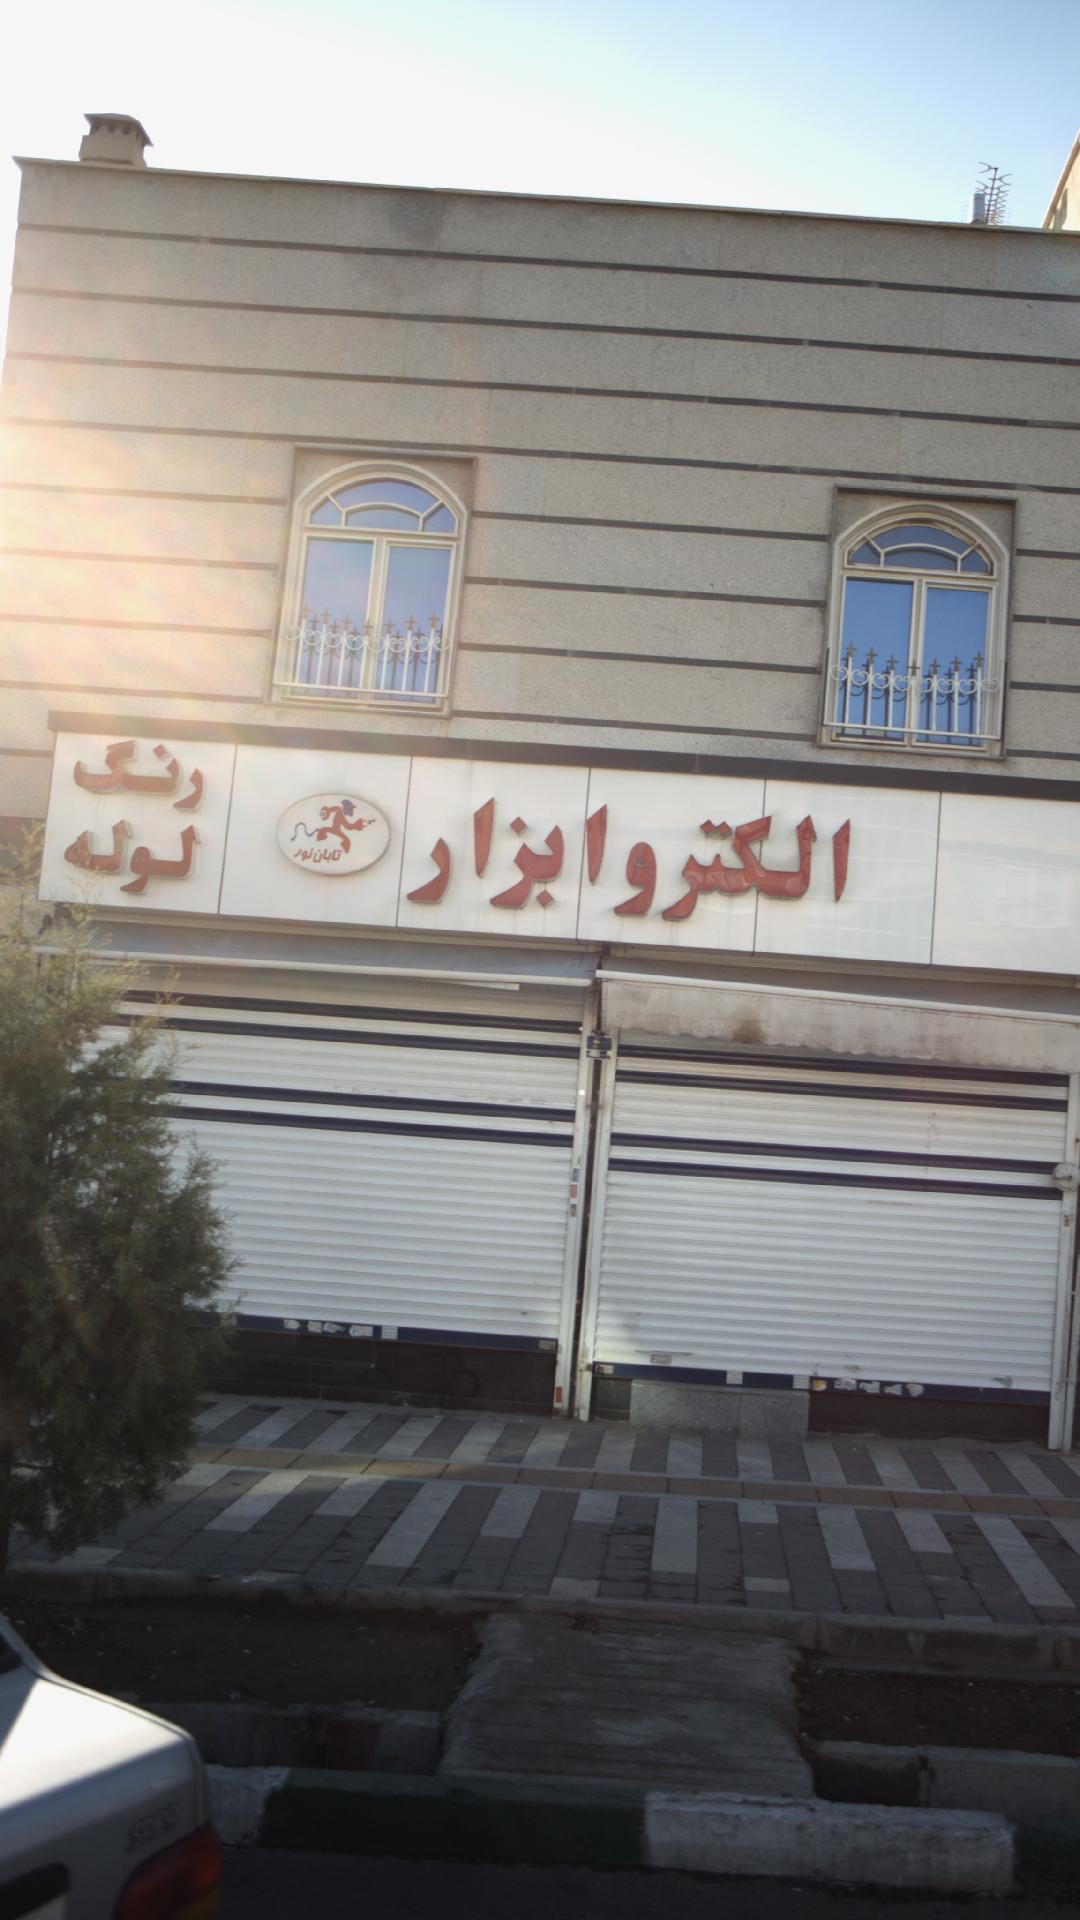 الکتروابزار
تابان نور
رنگ
لوله